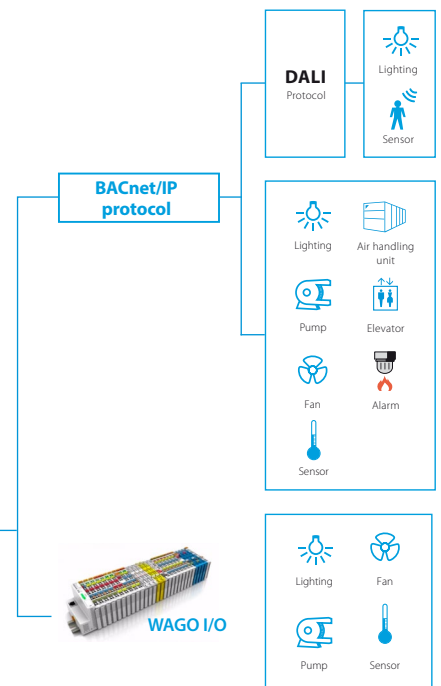 DALI
Protocol
Lighting
Sensor
BACnet/IP
protocol
Lighting
Air handling
unit
Pump
Elevator
Fan
Alarm
Sensor
WAGO I/O
Lighting
Fan
Pump
Sensor